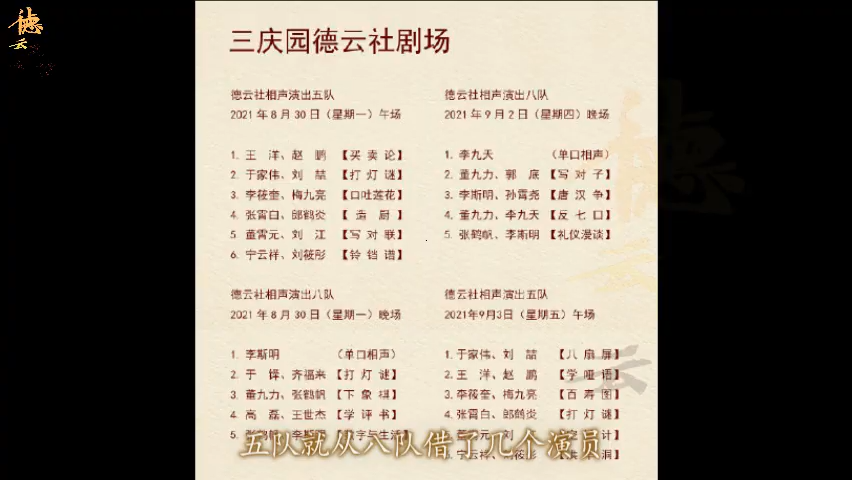 德云
三庆园德云社剧场
德云社相声演出五队
2021年8月30日（星期一）午场
1. 王 洋、赵 鹏 【买 卖 论】
2. 于家伟、刘 喆 【打 灯 谜】
3. 李筱奎、梅九亮 【口吐莲花】
4. 张霄白、郎鹤炎 【造 厨】
5. 董霄元、刘 江 【写 对 联】
6. 宁云祥、刘筱彤 【铃 铛 谱】
德云社相声演出八队
2021年9月2日（星期四）晚场
1. 李九天 （单口相声）
2. 董九力、郭 底 【写 对 子】
3. 李斯明、孙霄尧 【唐 汉 争】
4. 董九力、李九天 【反 七 口】
5. 张鹤帆、李斯明 【礼仪漫谈】
德云社相声演出八队
2021年8月30日（星期一）晚场
1. 李斯明 （单口相声）
2. 于 铎、齐福来 【打 灯 谜】
3. 董九力、张鹤帆 【下 象 棋】
4. 高 磊、王世杰 【学 评 书】
5.
德云社相声演出五队
2021年9月3日（星期五）午场
1. 于家伟、刘 喆 【八 扇 屏】
2. 王 洋、赵 鹏 【学 哑 语】
3. 李筱奎、梅九亮 【百 寿 图】
4. 张霄白、郎鹤炎 【打 灯 谜】
德云
五队就从八队借了几个演员